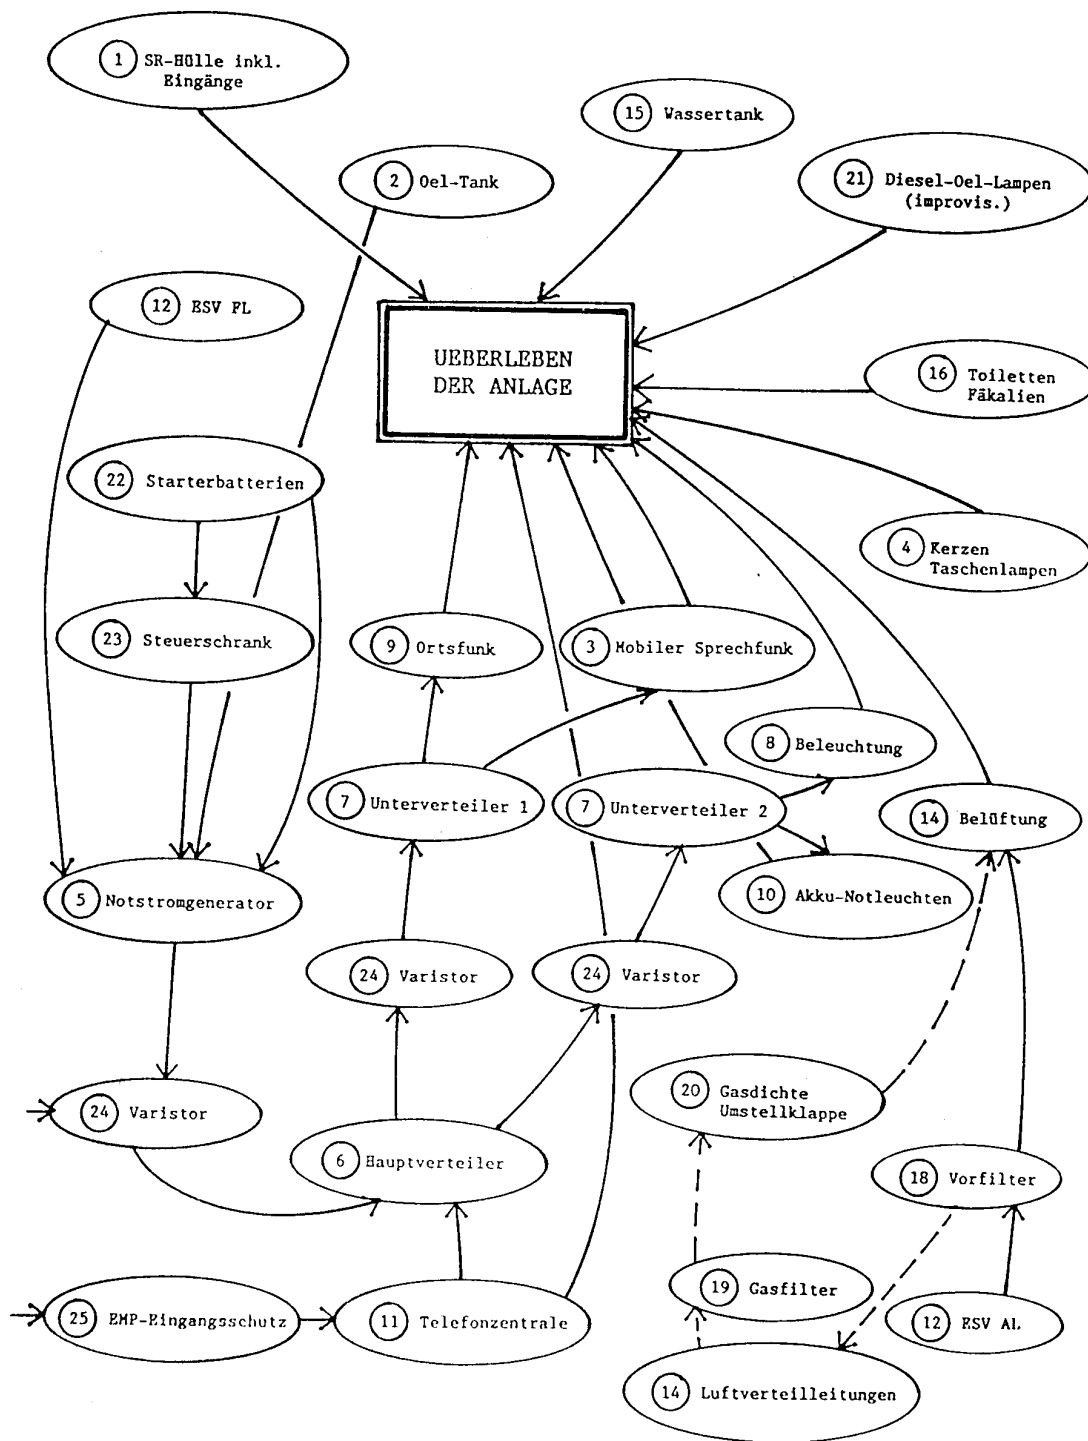 1 SR-Hülle inkl.
Eingänge
15 Wassertank
2 Oel-Tank
21 Diesel-Oel-Lampen
(improvis.)
12 ESV FL
UEBERLEBEN
DER ANLAGE
16 Toiletten
Fäkalien
22 Starterbatterien
4 Kerzen
Taschenlampen
23 Steuerschrank
9 Ortsfunk
3 Mobiler Sprechfunk
8 Beleuchtung
7 Unterverteiler 1
7 Unterverteiler 2
14 Belüftung
5 Notstromgenerator
10 Akku-Notleuchten
24 Varistor
24 Varistor
20 Gasdichte
Umstellklappe
24 Varistor
6 Hauptverteiler
18 Vorfilter
19 Gasfilter
25 EMP-Eingangsschutz
11 Telefonzentrale
12 ESV AL
14 Luftverteilleitungen